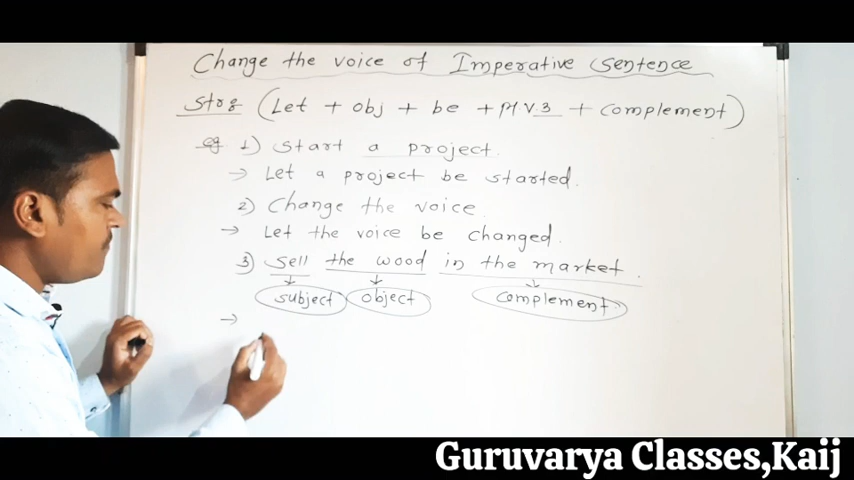 Change the voice of Imperative Sentence
Strg (Let + obj + be + M V.3 + complement)
eg 1) Start a project.
→ Let a project be started.
2) Change the voice.
→ Let the voice be changed.
3) Sell the wood in the market.
subject object complement
→
Guruvarya Classes,Kaij